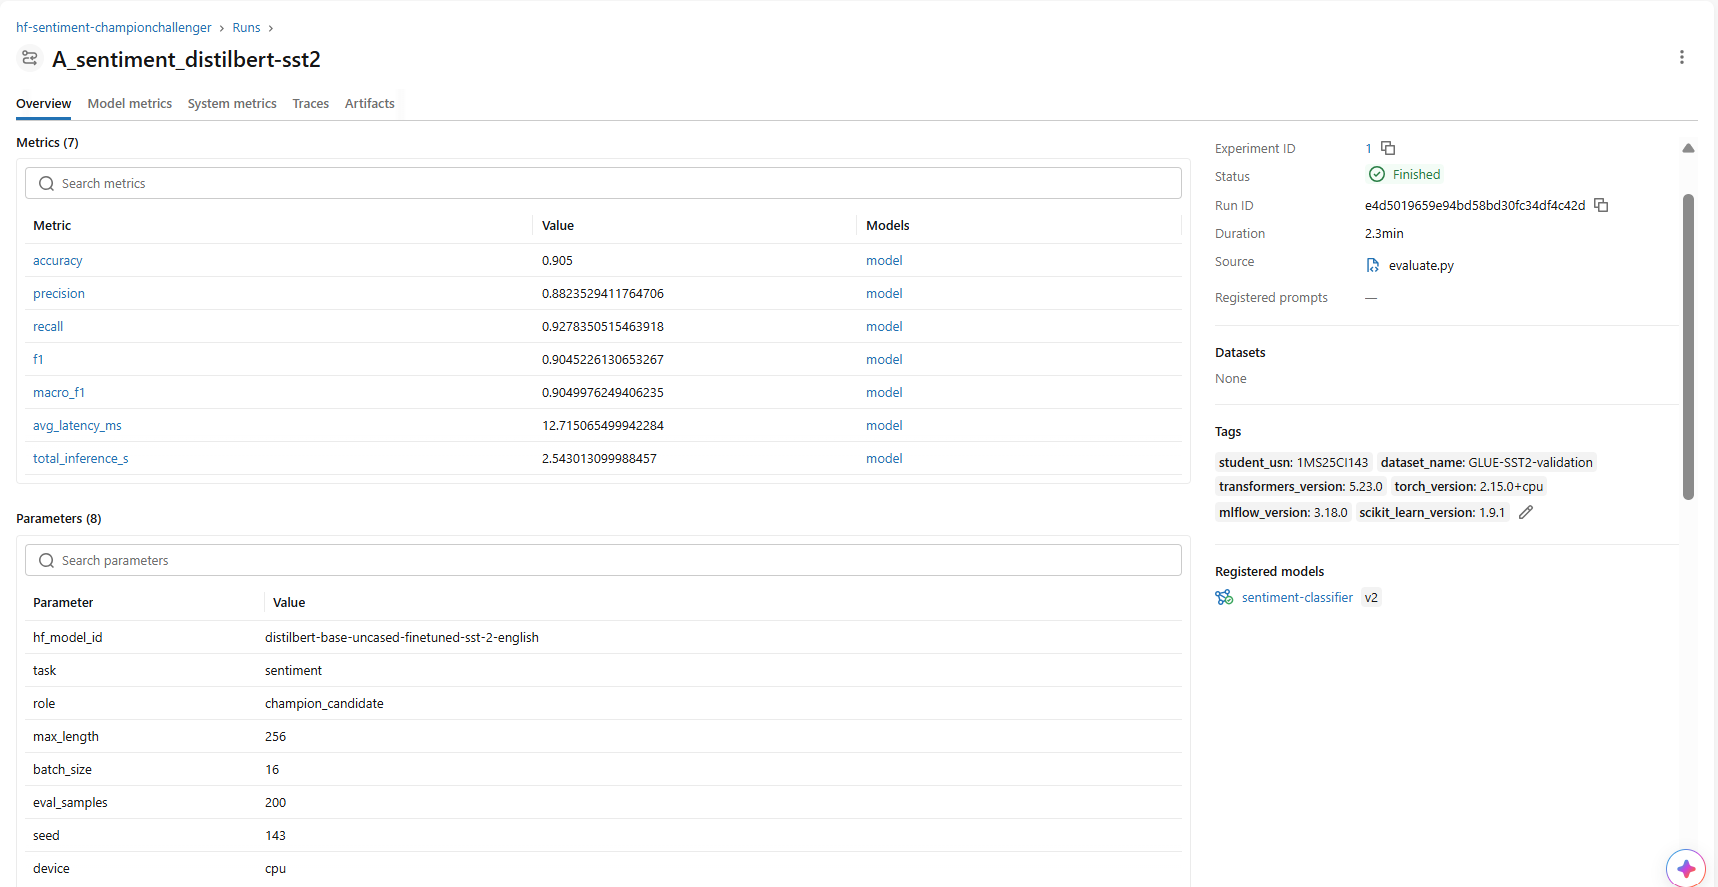 hf-sentiment-championchallenger › Runs ›
A_sentiment_distilbert-sst2
Overview Model metrics System metrics Traces Artifacts
Metrics (7)
Search metrics
Metric Value Models
accuracy 0.905 model
precision 0.8823529411764706 model
recall 0.9278350515463918 model
f1 0.9045226130653267 model
macro_f1 0.9049976249406235 model
avg_latency_ms 12.715065499942284 model
total_inference_s 2.543013099988457 model
Parameters (8)
Search parameters
Parameter Value
hf_model_id distilbert-base-uncased-finetuned-sst-2-english
task sentiment
role champion_candidate
max_length 256
batch_size 16
eval_samples 200
seed 143
device cpu
Experiment ID 1
Status Finished
Run ID e4d5019659e94bd58bd30fc34df4c42d
Duration 2.3min
Source evaluate.py
Registered prompts —
Datasets
None
Tags
student_usn: 1MS25CI143 dataset_name: GLUE-SST2-validation
transformers_version: 5.23.0 torch_version: 2.15.0+cpu
mlflow_version: 3.18.0 scikit_learn_version: 1.9.1
Registered models
sentiment-classifier v2